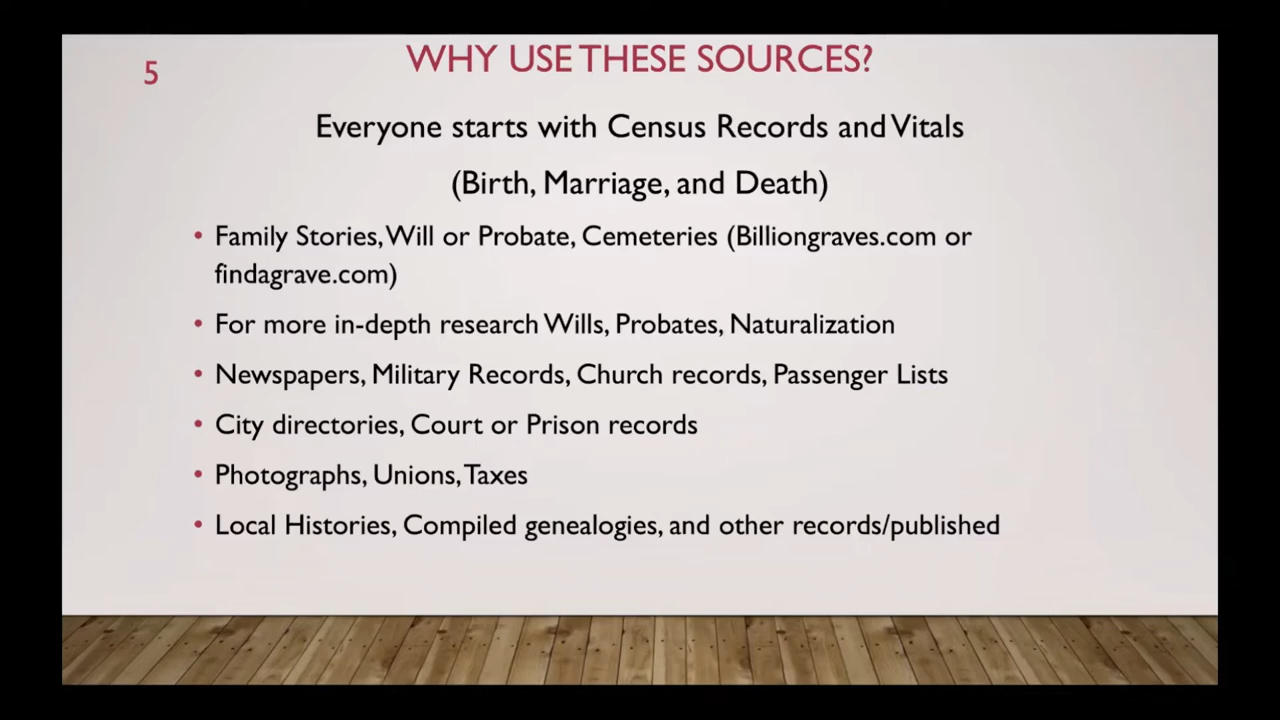 5
WHY USE THESE SOURCES?
Everyone starts with Census Records and Vitals
(Birth, Marriage, and Death)
• Family Stories, Will or Probate, Cemeteries (Billiongraves.com or
findagrave.com)
• For more in-depth research Wills, Probates, Naturalization
• Newspapers, Military Records, Church records, Passenger Lists
• City directories, Court or Prison records
• Photographs, Unions, Taxes
• Local Histories, Compiled genealogies, and other records/published